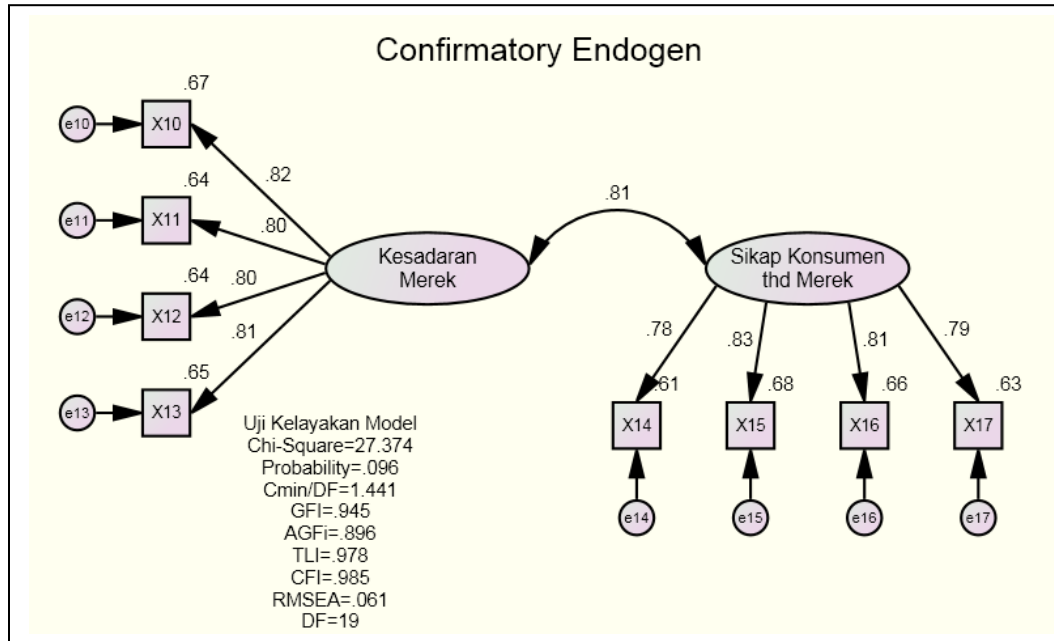 Confirmatory Endogen
.67
e10
X10
.82
.64
e11
X11
.80
.64
e12
X12
.80
.65
e13
X13
.81
Kesadaran
Merek
.81
Sikap Konsumen
thd Merek
.78
.83
.81
.79
.61
.68
.66
.63
X14
X15
X16
X17
e14
e15
e16
e17
Uji Kelayakan Model
Chi-Square=27.374
Probability=.096
Cmin/DF=1.441
GFI=.945
AGFi=.896
TLI=.978
CFI=.985
RMSEA=.061
DF=19